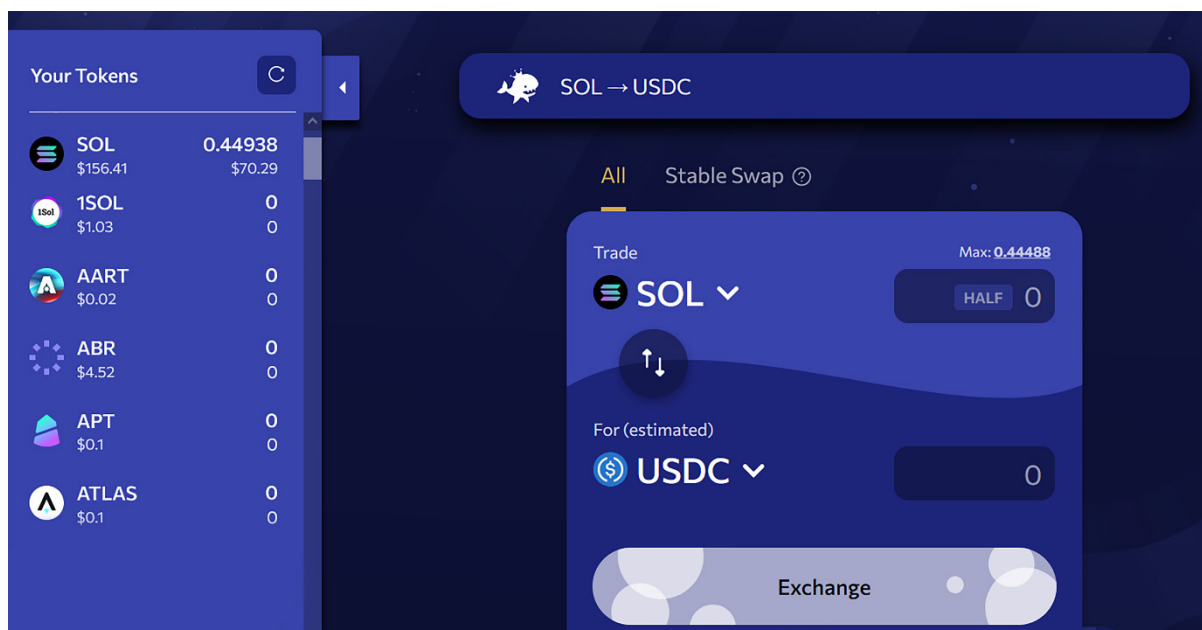 Your Tokens
SOL 0.44938
$156.41 $70.29
1Sol
1SOL 0
$1.03 0
AART 0
$0.02 0
ABR 0
$4.52 0
APT 0
$0.1 0
ATLAS 0
$0.1 0
SOL → USDC
All Stable Swap ?
Trade Max: 0.44488
SOL HALF 0
For (estimated)
USDC 0
Exchange